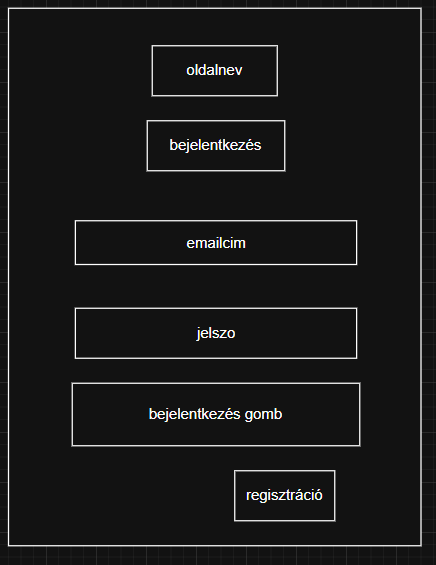 oldalnev
bejelentkezés
emailcim
jelszo
bejelentkezés gomb
regisztráció